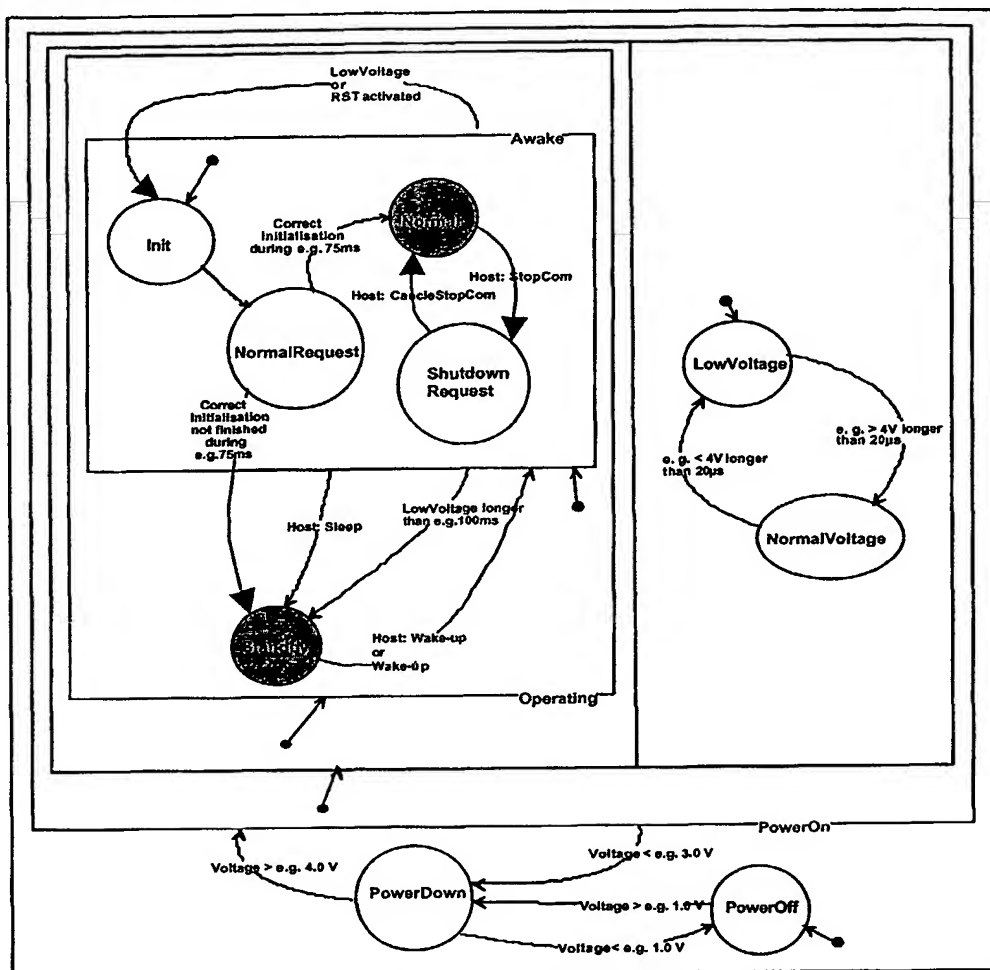 LowVoltage
or
RST activated
Awake
Init
Correct
Initialisation
during e.g. 75ms
Normal
Host: StopCom
Host: CancleStopCom
NormalRequest
Shutdown
Request
Correct
Initialisation
not finished
during
e.g.75ms
Host: Sleep
LowVoltage longer
than e.g.100ms
Standby
Host: Wake-up
or
Wake-up
Operating
LowVoltage
e. g. > 4V longer
than 20µs
e. g. < 4V longer
than 20µs
NormalVoltage
PowerOn
Voltage > e.g. 4.0 V
Voltage < e.g. 3.0 V
PowerDown
Voltage > e.g. 1.0 V
PowerOff
Voltage< e.g. 1.0 V